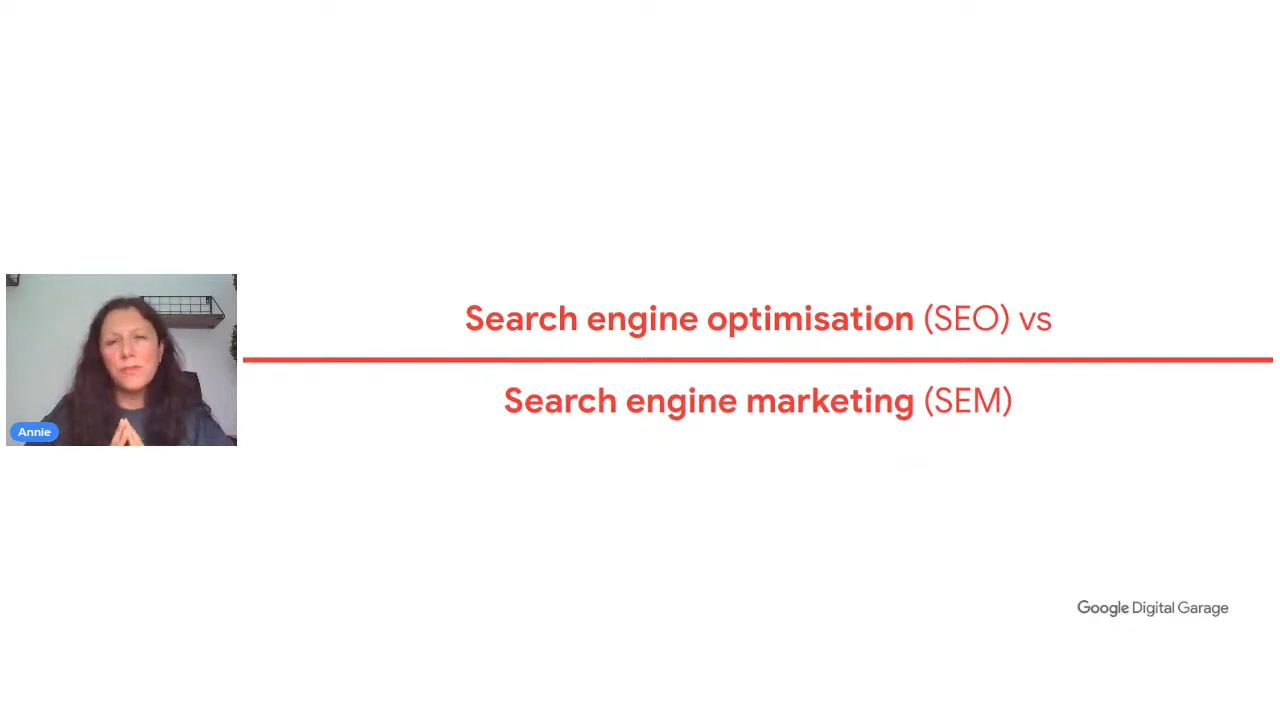 Search engine optimisation (SEO) vs
Search engine marketing (SEM)
Annie
Google Digital Garage